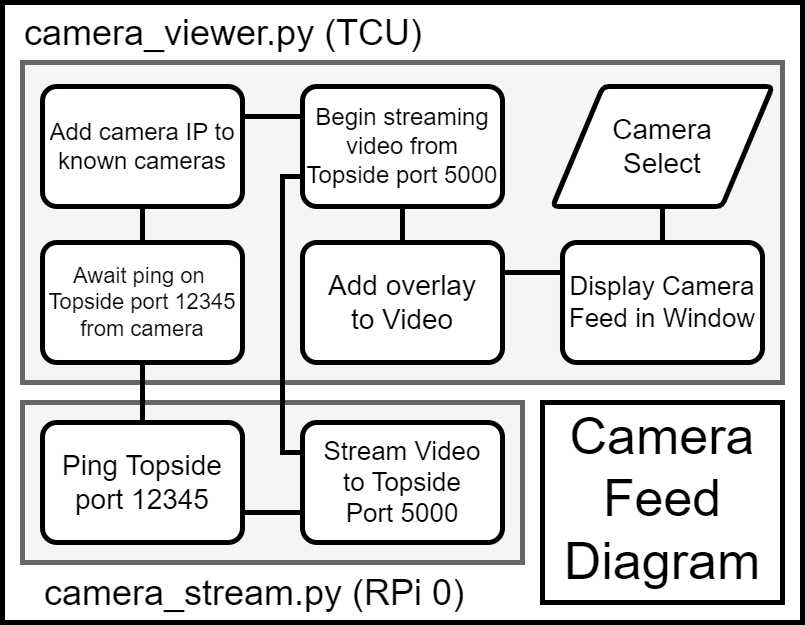 camera_viewer.py (TCU)
Add camera IP to
known cameras
Begin streaming
video from
Topside port 5000
Camera
Select
Await ping on
Topside port 12345
from camera
Add overlay
to Video
Display Camera
Feed in Window
Ping Topside
port 12345
Stream Video
to Topside
Port 5000
Camera
Feed
Diagram
camera_stream.py (RPi 0)